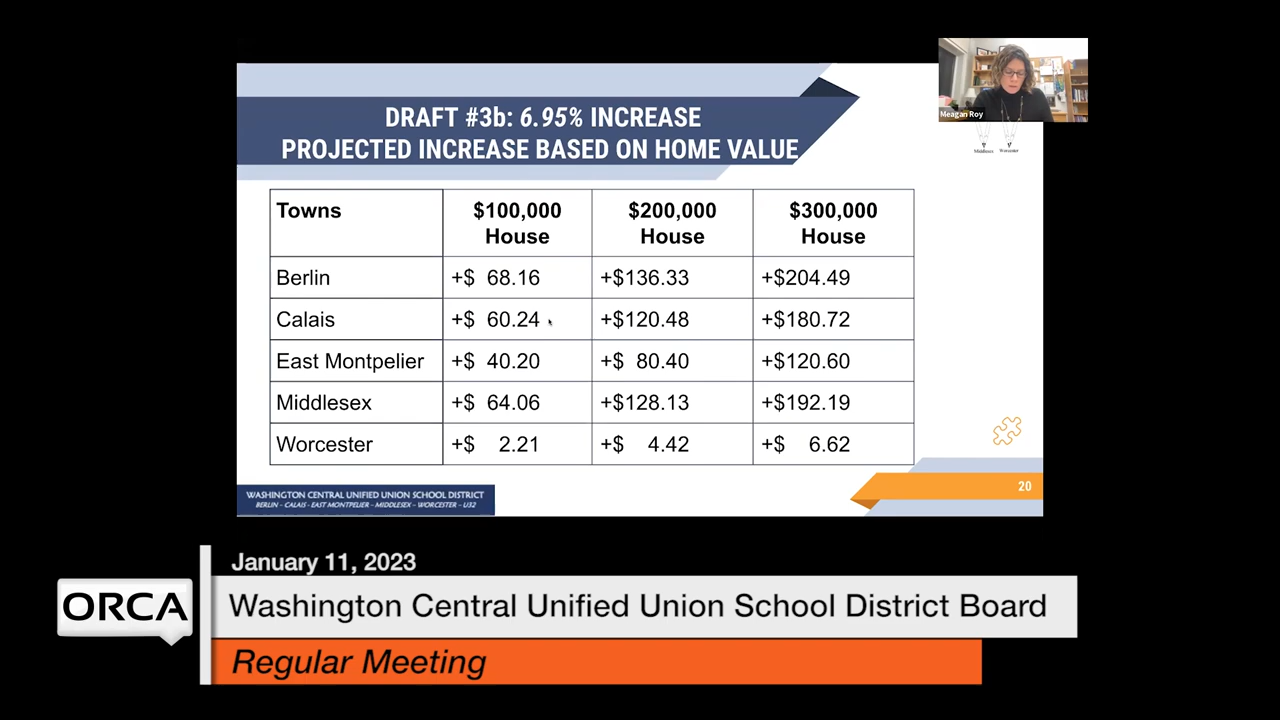 DRAFT #3b: 6.95% INCREASE
PROJECTED INCREASE BASED ON HOME VALUE
Meagan Roy
Middlesex Worcester
Towns $100,000 House $200,000 House $300,000 House
Berlin +$ 68.16 +$136.33 +$204.49
Calais +$ 60.24 +$120.48 +$180.72
East Montpelier +$ 40.20 +$ 80.40 +$120.60
Middlesex +$ 64.06 +$128.13 +$192.19
Worcester +$ 2.21 +$ 4.42 +$ 6.62
20
WASHINGTON CENTRAL UNIFIED UNION SCHOOL DISTRICT
BERLIN - CALAIS - EAST MONTPELIER - MIDDLESEX - WORCESTER - U32
January 11, 2023
ORCA
Washington Central Unified Union School District Board
Regular Meeting